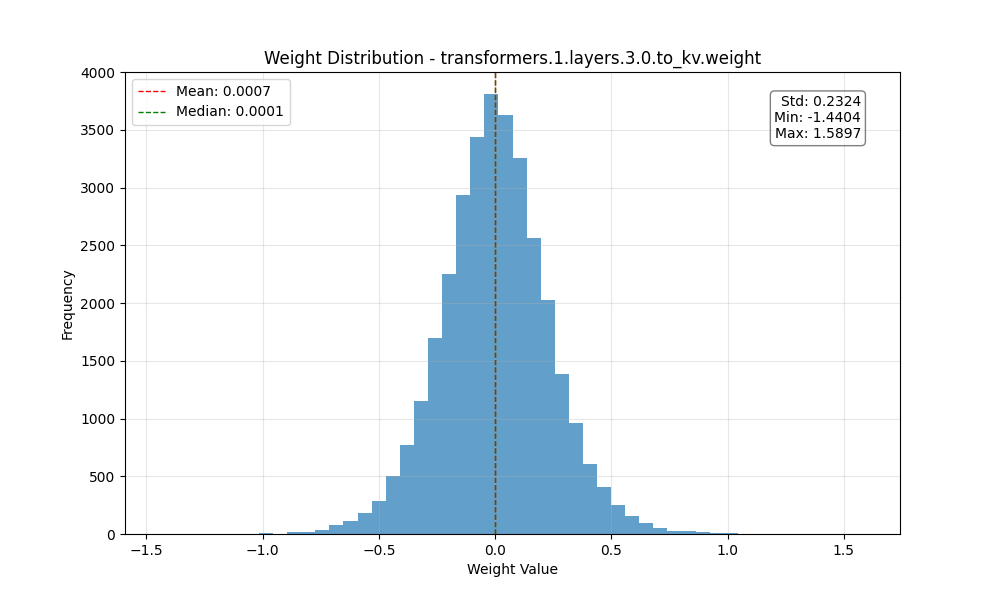 Weight Distribution - transformers.1.layers.3.0.to_kv.weight
Mean: 0.0007
Median: 0.0001
Std: 0.2324
Min: -1.4404
Max: 1.5897
Frequency
4000
3500
3000
2500
2000
1500
1000
500
0
−1.5 −1.0 −0.5 0.0 0.5 1.0 1.5
Weight Value